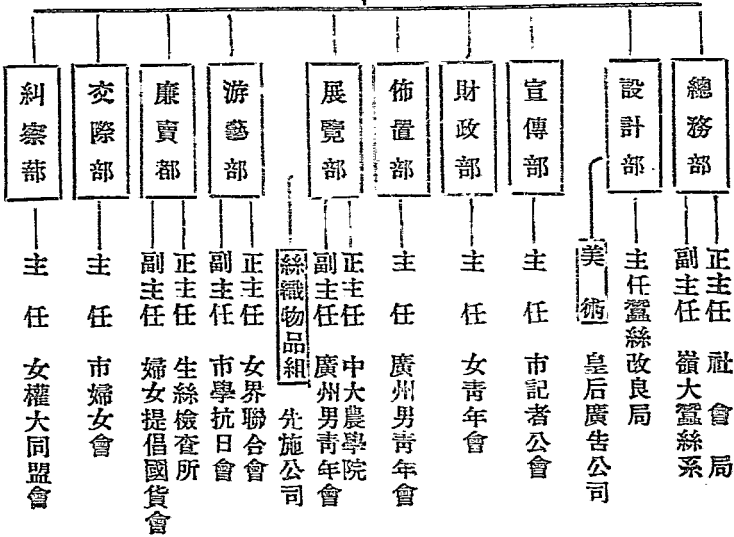 總務部
正主任 社會局
副主任 嶺大蠶絲系
設計部
主任蠶絲改良局
美術 皇后廣告公司
宣傳部
主任 市記者公會
財政部
主任 女青年會
佈置部
主任 廣州男青年會
展覽部
正主任 中大農學院
副主任 廣州男青年會
絲織物品組 先施公司
游藝部
正主任 女界聯合會
副主任 市學抗日會
廉賣部
正主任 生絲檢查所
副主任 婦女提倡國貨會
交際部
主任 市婦女會
糾察部
主任 女權大同盟會